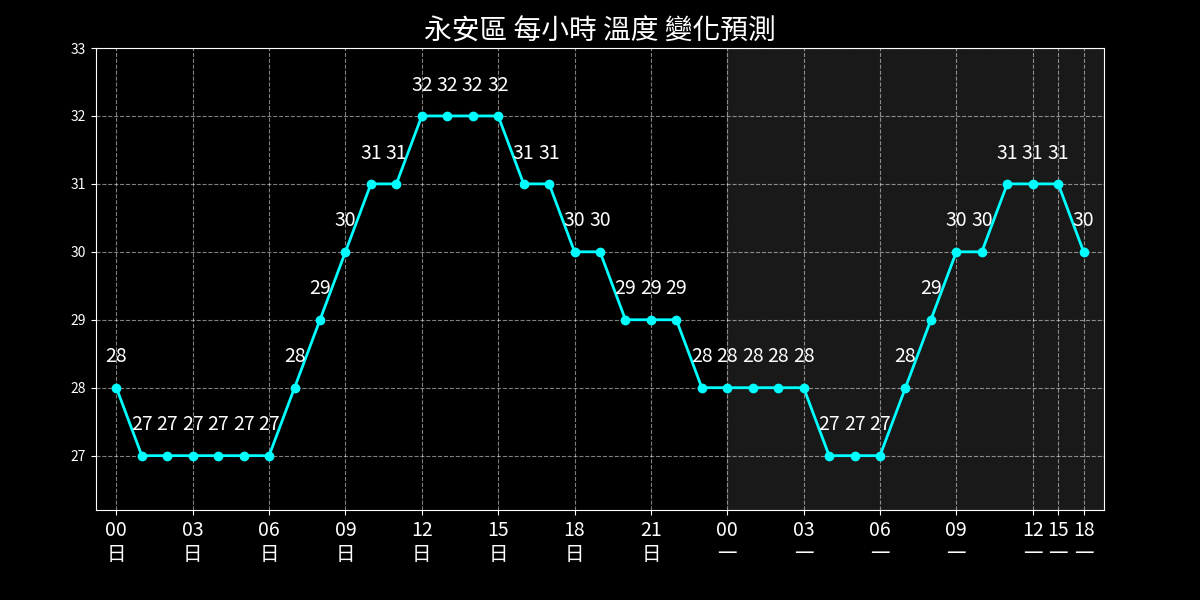 永安區 每小時 溫度 變化預測
33
32 32 32 32
32
31 31 31 31 31 31 31
31
30 30 30 30 30 30
30
29 29 29 29 29
29
28 28 28 28 28 28 28 28
28
27 27 27 27 27 27 27 27 27
27
00 03 06 09 12 15 18 21 00 03 06 09 12 15 18
日 日 日 日 日 日 日 日 一 一 一 一 一 一 一